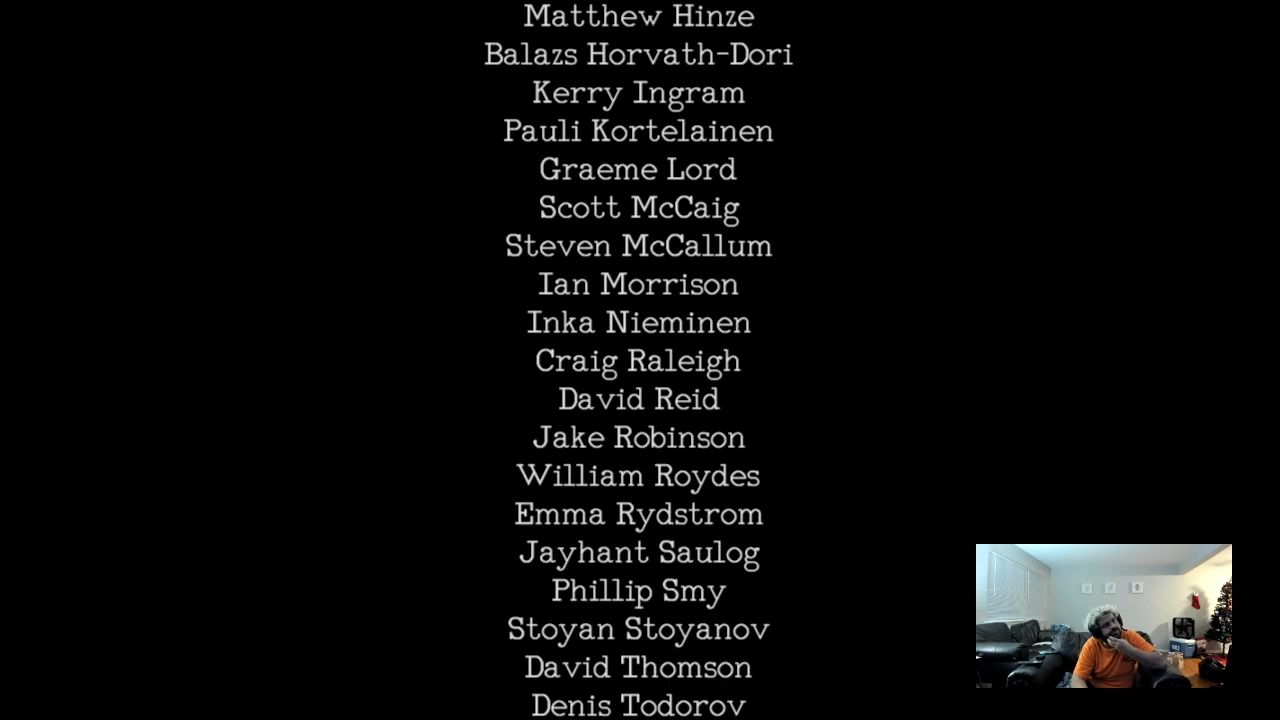 Matthew Hinze
Balazs Horvath-Dori
Kerry Ingram
Pauli Kortelainen
Graeme Lord
Scott McCaig
Steven McCallum
Ian Morrison
Inka Nieminen
Craig Raleigh
David Reid
Jake Robinson
William Roydes
Emma Rydstrom
Jayhant Saulog
Phillip Smy
Stoyan Stoyanov
David Thomson
Denis Todorov